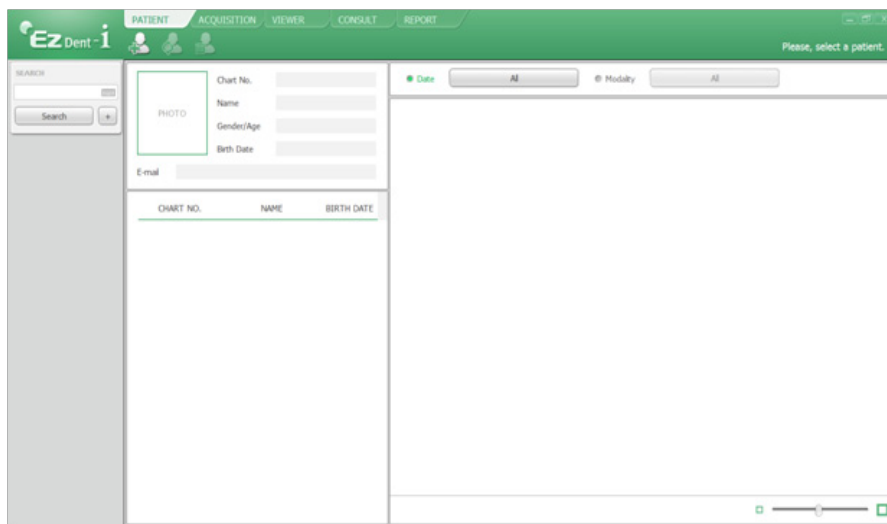 EZ Dent-i
PATIENT ACQUISITION VIEWER CONSULT REPORT
Please, select a patient.
SEARCH
Search +
PHOTO
Chart No.
Name
Gender/Age
Birth Date
E-mail
CHART NO. NAME BIRTH DATE
Date All Modality All